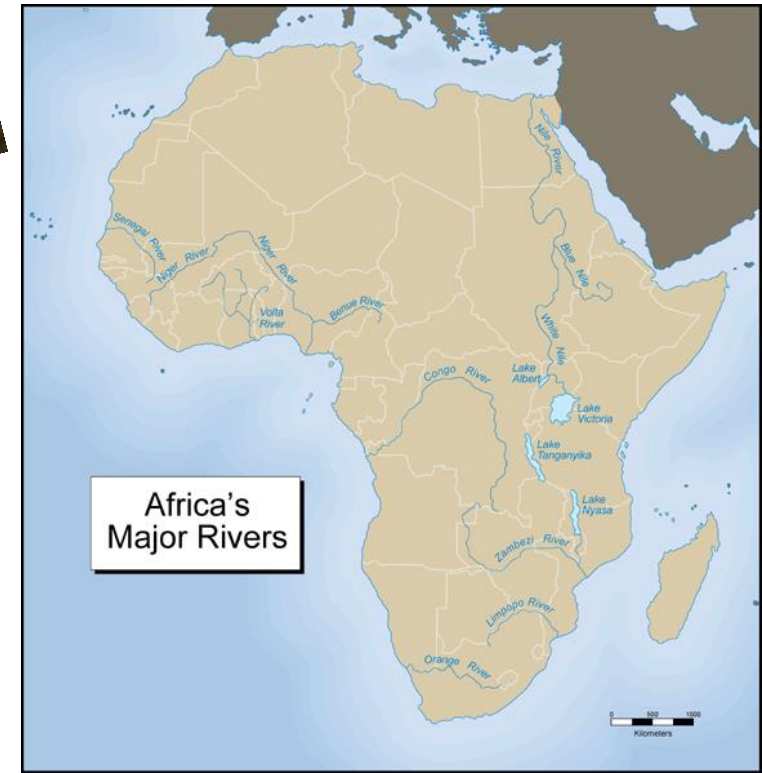 Nile River
Senegal River
Niger River
Niger River
Blue Nile
Benue River
Volta
River
White Nile
Congo River
Lake
Albert
Lake
Victoria
Lake
Tanganyika
Africa's
Major Rivers
Lake
Nyasa
Zambezi River
Limpopo River
Orange River
0 500 1000
Kilometers